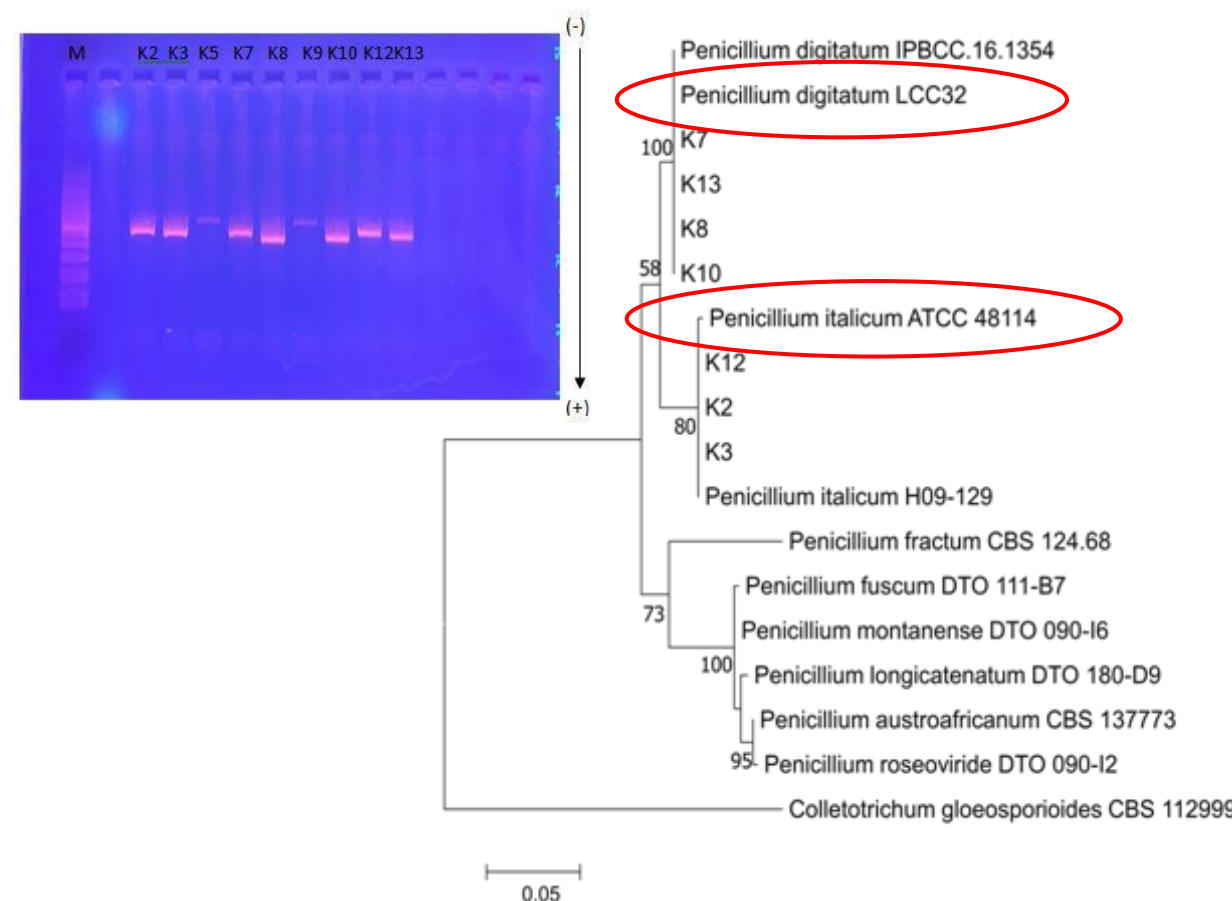 M K2 K3 K5 K7 K8 K9 K10 K12 K13
(-)
(+)
Penicillium digitatum IPBCC.16.1354
Penicillium digitatum LCC32
100
K7
K13
K8
K10
58
Penicillium italicum ATCC 48114
K12
K2
80
K3
Penicillium italicum H09-129
Penicillium fractum CBS 124.68
Penicillium fuscum DTO 111-B7
73
Penicillium montanense DTO 090-I6
100
Penicillium longicatenatum DTO 180-D9
Penicillium austroafricanum CBS 137773
95
Penicillium roseoviride DTO 090-I2
Colletotrichum gloeosporioides CBS 112999
0.05